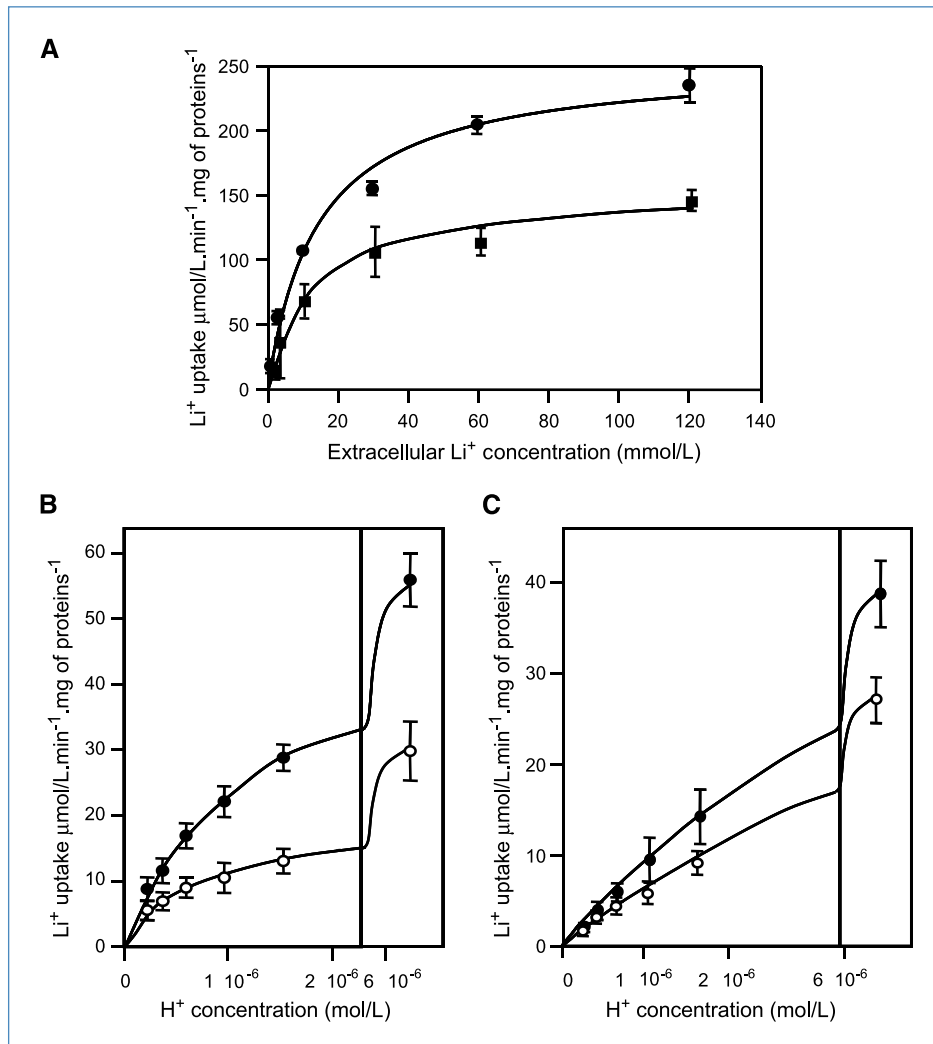 A
Li⁺ uptake µmol/L.min⁻¹.mg of proteins⁻¹
250
200
150
100
50
0
0 20 40 60 80 100 120 140
Extracellular Li⁺ concentration (mmol/L)
B
Li⁺ uptake µmol/L.min⁻¹.mg of proteins⁻¹
60
50
40
30
20
10
0
0 1 10⁻⁶ 2 10⁻⁶ 6 10⁻⁶
H⁺ concentration (mol/L)
C
Li⁺ uptake µmol/L.min⁻¹.mg of proteins⁻¹
40
30
20
10
0
0 1 10⁻⁶ 2 10⁻⁶ 6 10⁻⁶
H⁺ concentration (mol/L)